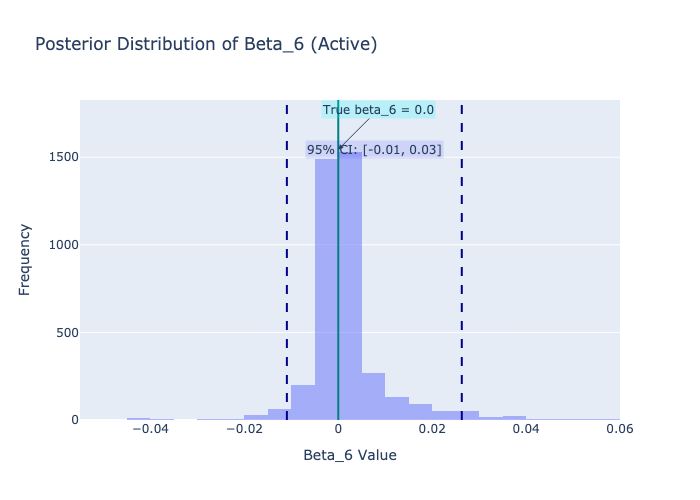 Posterior Distribution of Beta_6 (Active)
True beta_6 = 0.0
95% CI: [-0.01, 0.03]
1500
1000
500
0
Frequency
−0.04
−0.02
0
0.02
0.04
0.06
Beta_6 Value